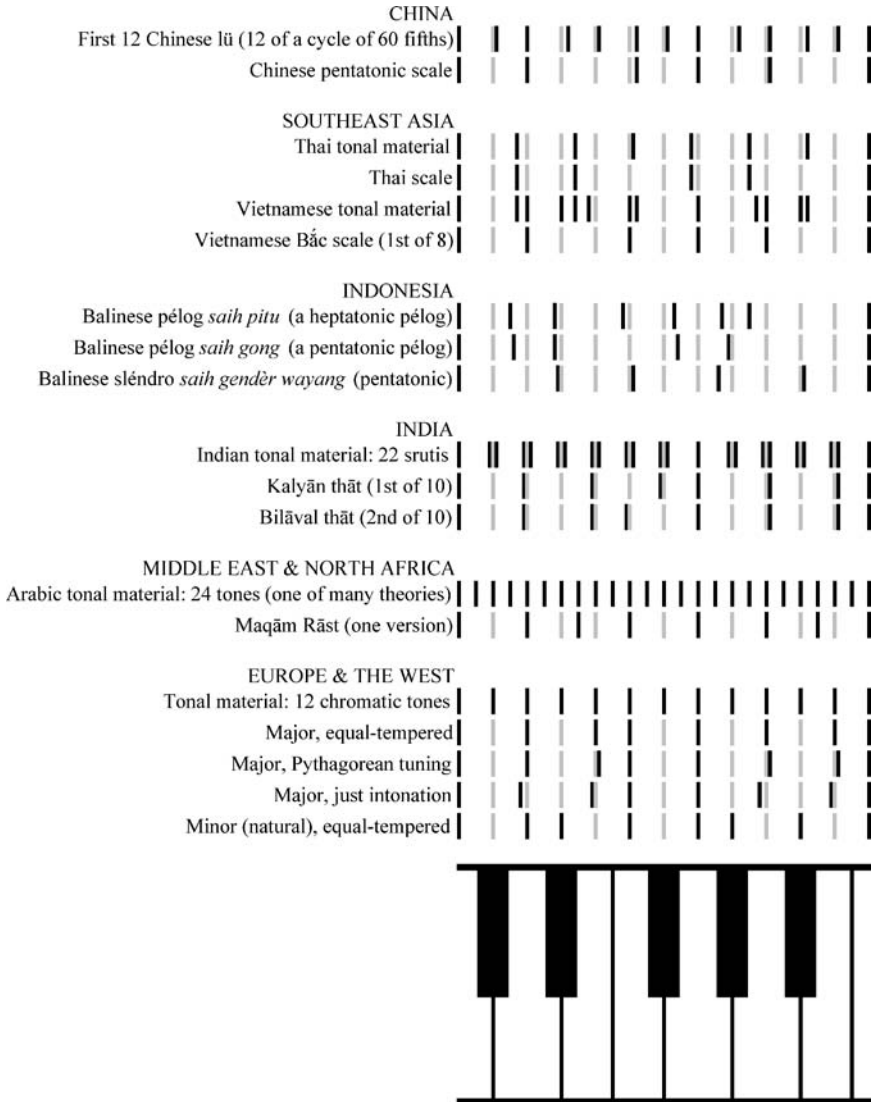 CHINA
First 12 Chinese lü (12 of a cycle of 60 fifths)
Chinese pentatonic scale
SOUTHEAST ASIA
Thai tonal material
Thai scale
Vietnamese tonal material
Vietnamese Bắc scale (1st of 8)
INDONESIA
Balinese pélog saih pitu (a heptatonic pélog)
Balinese pélog saih gong (a pentatonic pélog)
Balinese sléndro saih gendèr wayang (pentatonic)
INDIA
Indian tonal material: 22 srutis
Kalyān thāt (1st of 10)
Bilāval thāt (2nd of 10)
MIDDLE EAST & NORTH AFRICA
Arabic tonal material: 24 tones (one of many theories)
Maqām Rāst (one version)
EUROPE & THE WEST
Tonal material: 12 chromatic tones
Major, equal-tempered
Major, Pythagorean tuning
Major, just intonation
Minor (natural), equal-tempered